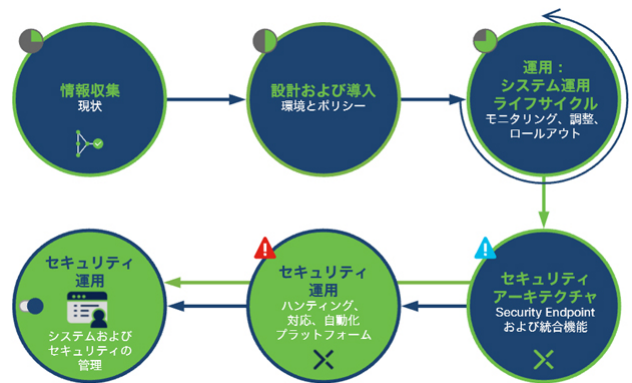 情報収集
現状
設計および導入
環境とポリシー
運用：
システム運用
ライフサイクル
モニタリング、調整、
ロールアウト
セキュリティ
運用
システムおよび
セキュリティの
管理
セキュリティ
運用
ハンティング、
対応、自動化
プラットフォーム
セキュリティ
アーキテクチャ
Security Endpoint
および統合機能